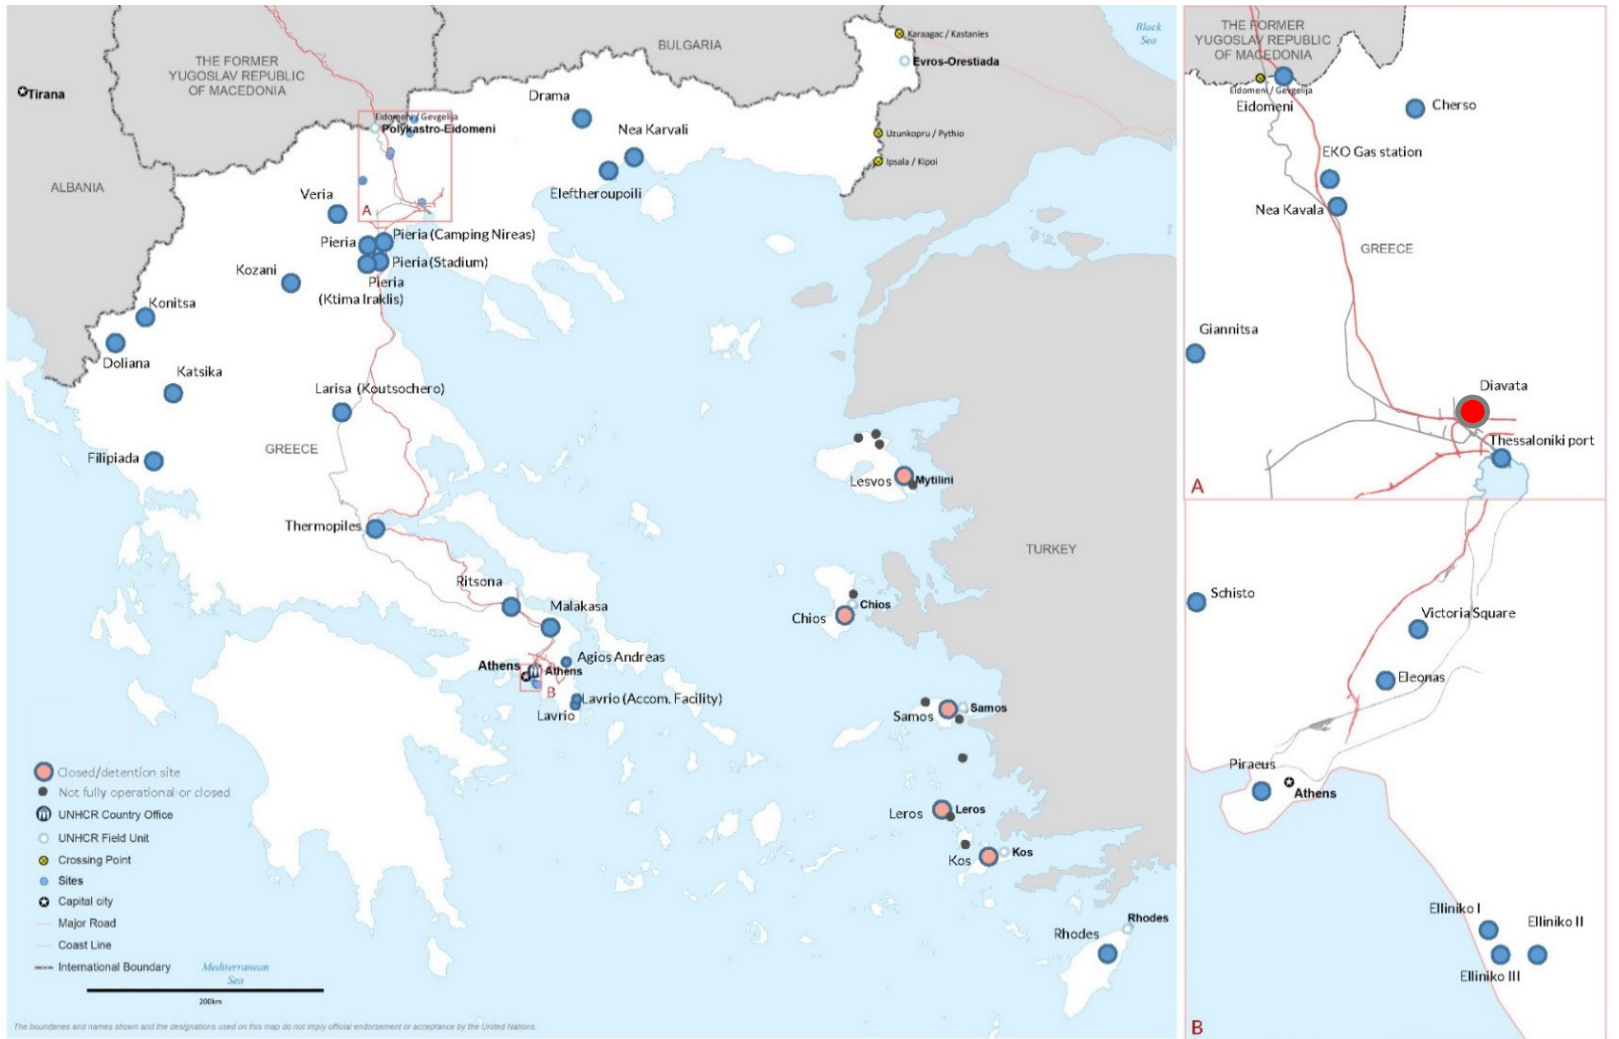 THE FORMER
YUGOSLAV REPUBLIC
OF MACEDONIA
BULGARIA
Black
Sea
Karaagac / Kastanies
Evros-Orestiada
Tirana
Drama
Eidomeni / Gevgelija
Polykastro-Eidomeni
Nea Karvali
Uzunkopru / Pythio
Ipsala / Kipoi
ALBANIA
Veria
A
Eleftheroupoili
Pieria
Pieria (Camping Nireas)
Pieria (Stadium)
Kozani
Pieria
(Ktima Iraklis)
Konitsa
Doliana
Katsika
Larisa (Koutsochero)
GREECE
Filipiada
Lesvos
Mytilini
Thermopiles
TURKEY
Ritsona
Malakasa
Chios
Chios
Athens
Athens
Agios Andreas
B
Lavrio (Accom. Facility)
Lavrio
Samos
Samos
Leros
Leros
Kos
Kos
Rhodes
Rhodes
Closed/detention site
Not fully operational or closed
UNHCR Country Office
UNHCR Field Unit
Crossing Point
Sites
Capital city
Major Road
Coast Line
International Boundary
Mediterranean
Sea
200km
The boundaries and names shown and the designations used on this map do not imply official endorsement or acceptance by the United Nations.
THE FORMER
YUGOSLAV REPUBLIC
OF MACEDONIA
Eidomeni / Gevgelija
Eidomeni
Cherso
EKO Gas station
Nea Kavala
GREECE
Giannitsa
Diavata
Thessaloniki port
A
Schisto
Victoria Square
Eleonas
Piraeus
Athens
Elliniko I
Elliniko II
Elliniko III
B